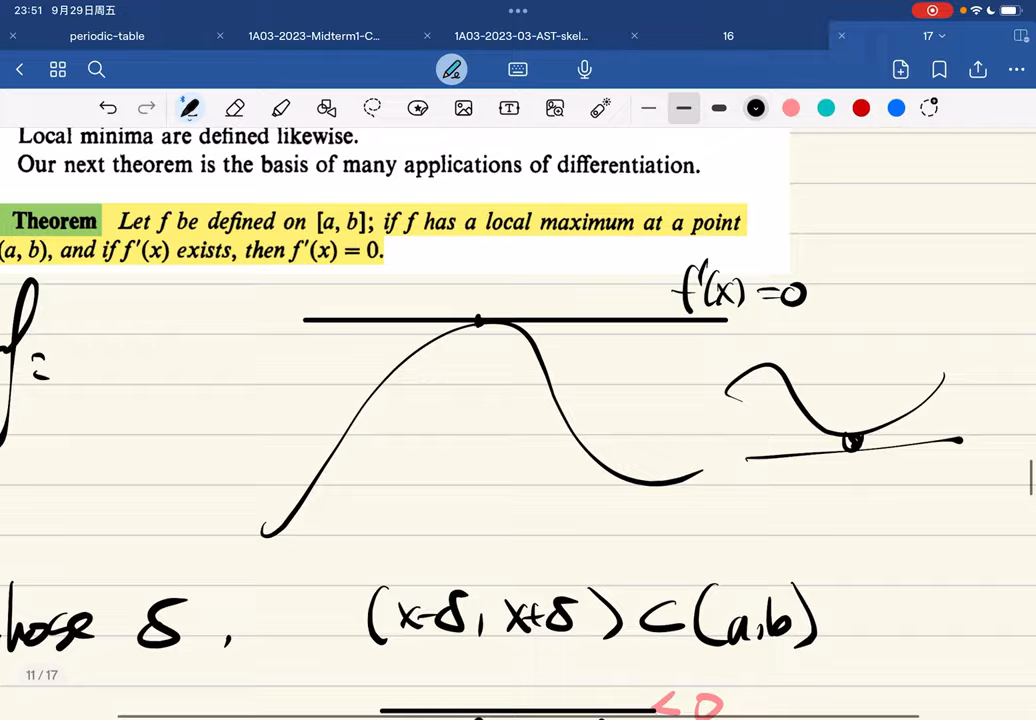 23:51 9月29日周五
periodic-table
1A03-2023-Midterm1-C...
1A03-2023-03-AST-skel...
16
17
Local minima are defined likewise.
Our next theorem is the basis of many applications of differentiation.
Theorem Let f be defined on [a, b]; if f has a local maximum at a point
(a, b), and if f′(x) exists, then f′(x) = 0.
f'(x) = 0
f:
hose δ , (x-δ, x+δ) ⊂ (a,b)
11 / 17
< 0